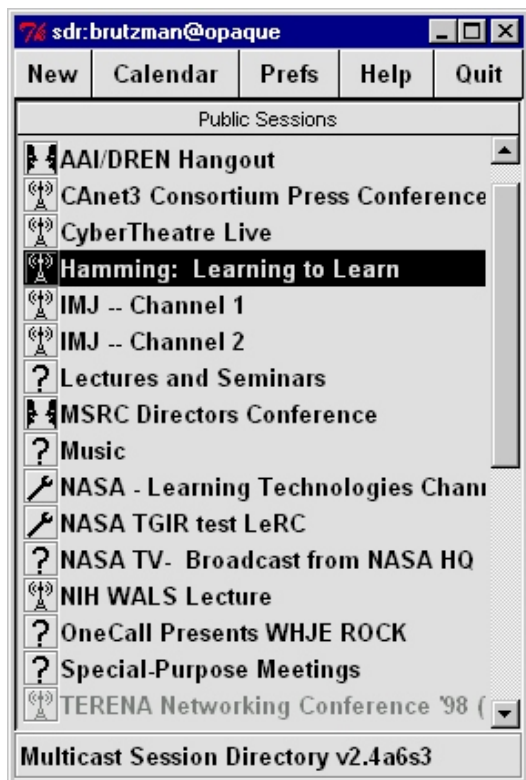 sdr:brutzman@opaque
New Calendar Prefs Help Quit
Public Sessions
AAI/DREN Hangout
CAnet3 Consortium Press Conference
CyberTheatre Live
Hamming: Learning to Learn
IMJ -- Channel 1
IMJ -- Channel 2
? Lectures and Seminars
MSRC Directors Conference
? Music
NASA - Learning Technologies Chann
NASA TGIR test LeRC
? NASA TV- Broadcast from NASA HQ
NIH WALS Lecture
? OneCall Presents WHJE ROCK
? Special-Purpose Meetings
TERENA Networking Conference '98 (
Multicast Session Directory v2.4a6s3